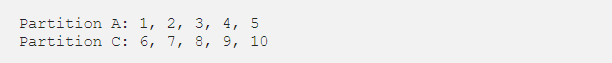 Partition A: 1, 2, 3, 4, 5
Partition C: 6, 7, 8, 9, 10